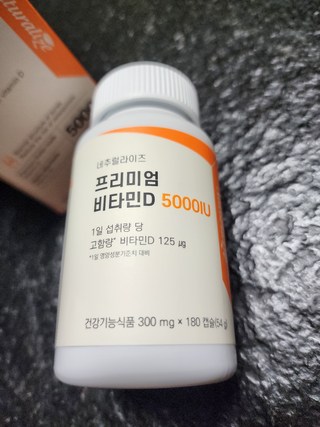 Naturalize
5000
네추럴라이즈
프리미엄
비타민D 5000IU
1일 섭취량 당
고함량* 비타민D 125 µg
*1일 영양성분기준치 대비
건강기능식품 300 mg × 180 캡슐(54 g)